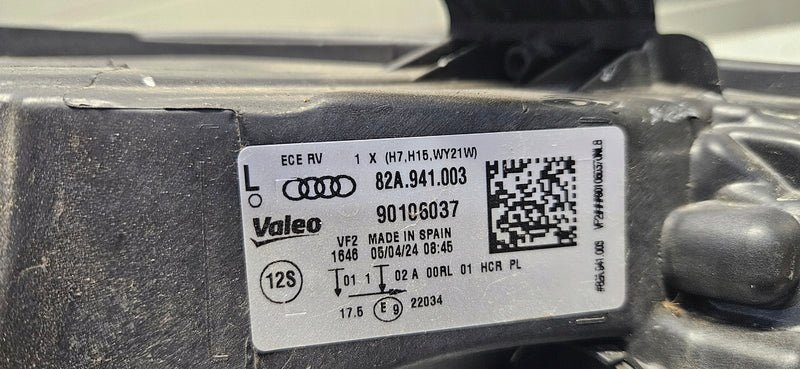 ECE RV 1 X (H7,H15,WY21W)
L 82A.941.003
Valeo 90106037
VF2 MADE IN SPAIN
1646 05/04/24 08:45
12S
01 1 02 A 00RL 01 HCR PL
17.5 E9 22034